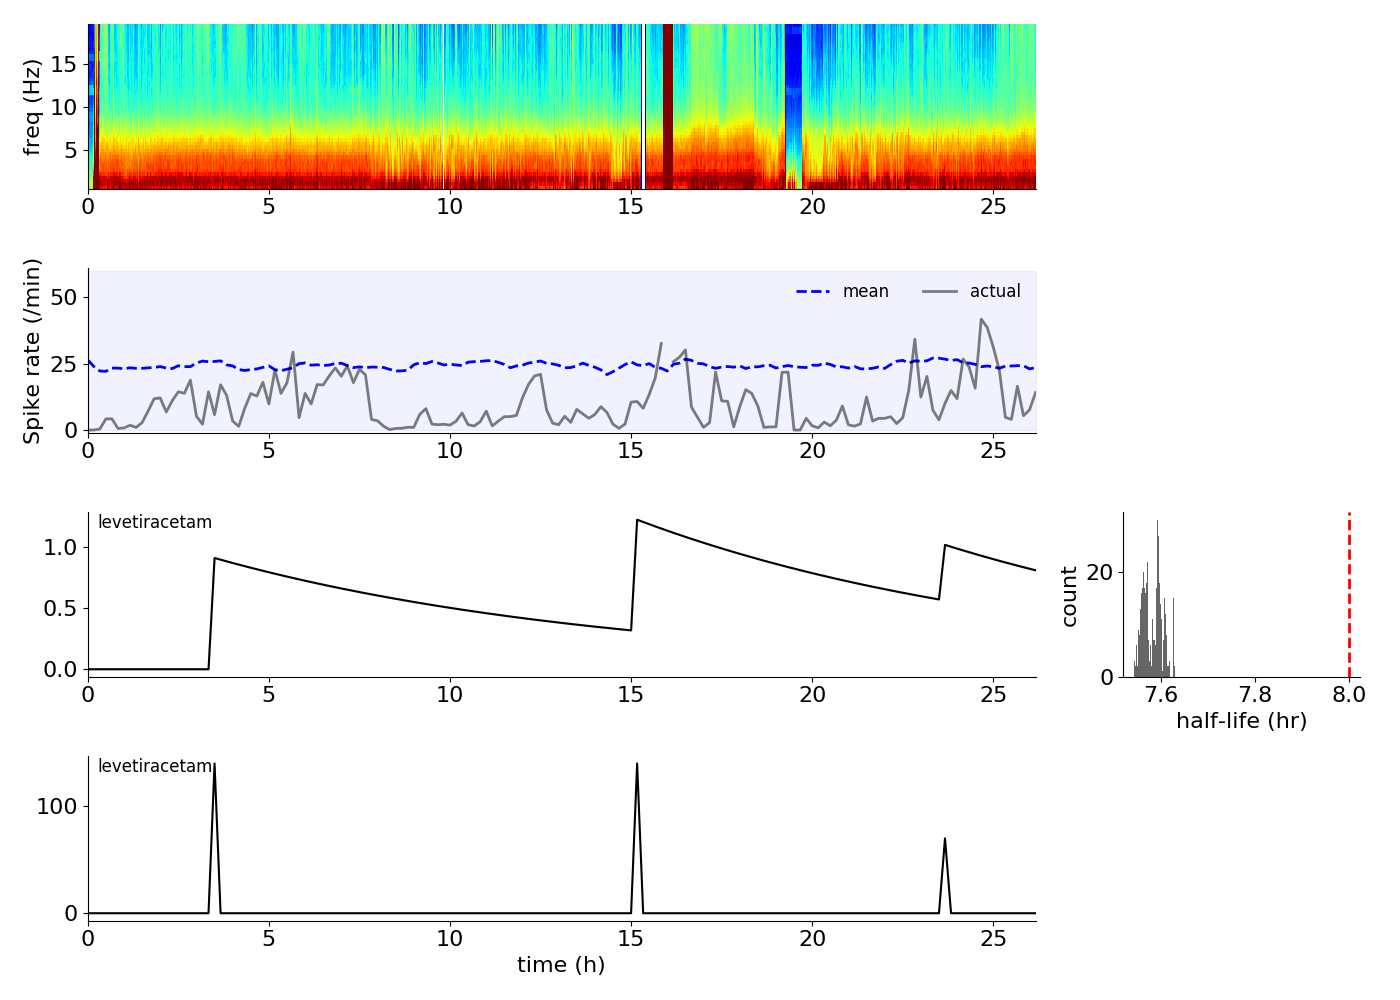 freq (Hz)
15
10
5
0 5 10 15 20 25
Spike rate (/min)
50
25
0
mean actual
0 5 10 15 20 25
levetiracetam
1.0
0.5
0.0
0 5 10 15 20 25
count
20
0
7.6 7.8 8.0
half-life (hr)
levetiracetam
100
0
0 5 10 15 20 25
time (h)